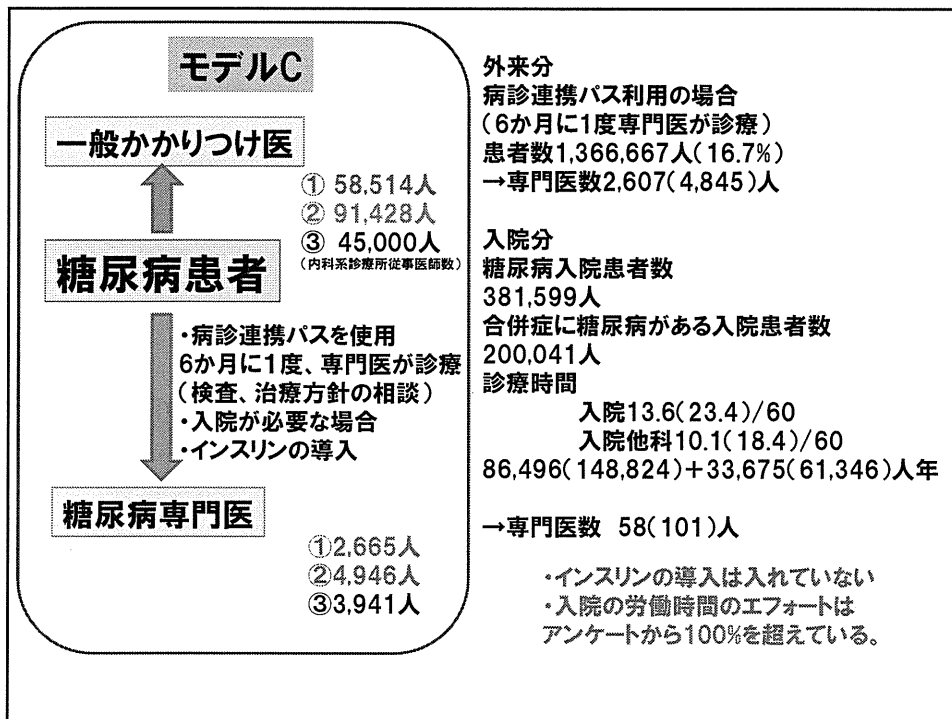 モデルC
一般かかりつけ医
① 58,514人
② 91,428人
③ 45,000人
(内科系診療所従事医師数)
糖尿病患者
・病診連携パスを使用
6か月に1度、専門医が診療
(検査、治療方針の相談)
・入院が必要な場合
・インスリンの導入
糖尿病専門医
①2,665人
②4,946人
③3,941人
外来分
病診連携パス利用の場合
(6か月に1度専門医が診療)
患者数1,366,667人(16.7%)
→専門医数2,607(4,845)人
入院分
糖尿病入院患者数
381,599人
合併症に糖尿病がある入院患者数
200,041人
診療時間
入院13.6(23.4)/60
入院他科10.1(18.4)/60
86,496(148,824)+33,675(61,346)人年
→専門医数 58(101)人
・インスリンの導入は入れていない
・入院の労働時間のエフォートは
アンケートから100%を超えている。